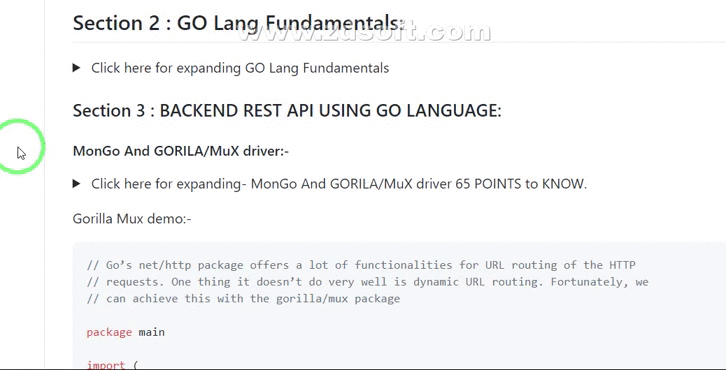 Section 2 : GO Lang Fundamentals:
www.zdsoft.com
Click here for expanding GO Lang Fundamentals
Section 3 : BACKEND REST API USING GO LANGUAGE:
MonGo And GORILA/MuX driver:-
Click here for expanding- MonGo And GORILA/MuX driver 65 POINTS to KNOW.
Gorilla Mux demo:-
// Go’s net/http package offers a lot of functionalities for URL routing of the HTTP
// requests. One thing it doesn’t do very well is dynamic URL routing. Fortunately, we
// can achieve this with the gorilla/mux package
package main
import (